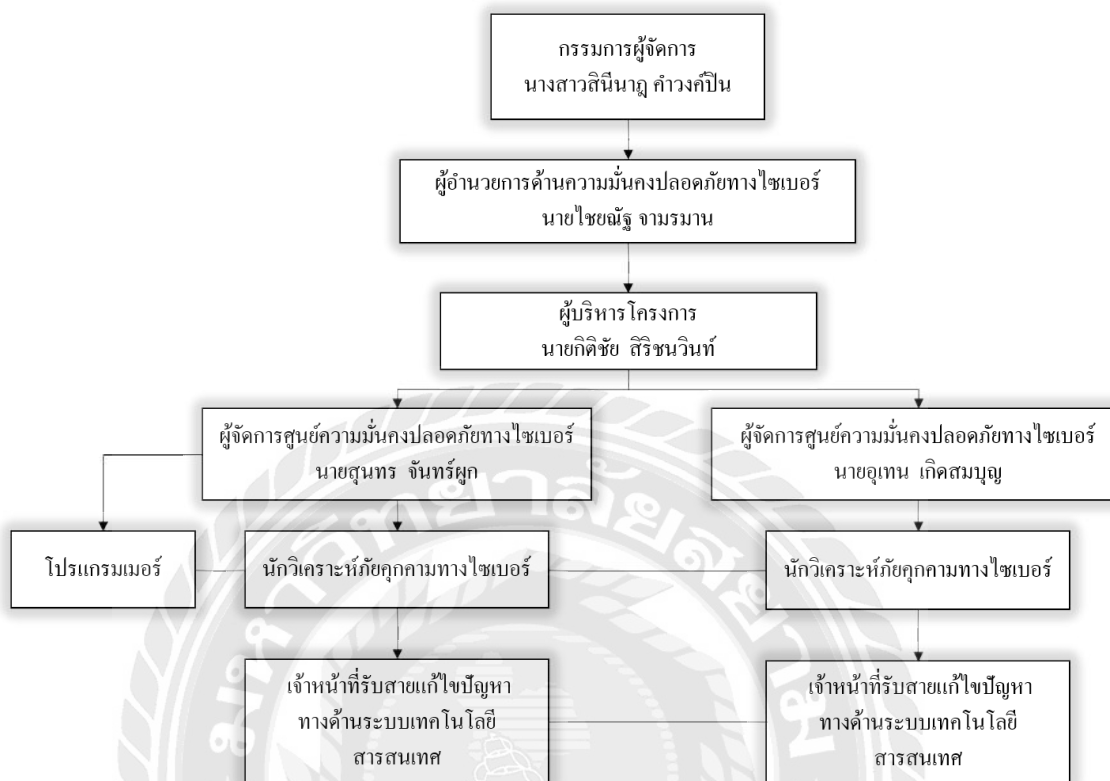 กรรมการผู้จัดการ
นางสาวสินีนาฎ คำวงค์ปิน
ผู้อำนวยการด้านความมั่นคงปลอดภัยทางไซเบอร์
นายไชยณัฐ จามรมาน
ผู้บริหารโครงการ
นายกิติชัย สิริชนวินท์
ผู้จัดการศูนย์ความมั่นคงปลอดภัยทางไซเบอร์
นายสุนทร จันทร์ผูก
ผู้จัดการศูนย์ความมั่นคงปลอดภัยทางไซเบอร์
นายอุเทน เกิดสมบุญ
โปรแกรมเมอร์
นักวิเคราะห์ภัยคุกคามทางไซเบอร์
นักวิเคราะห์ภัยคุกคามทางไซเบอร์
เจ้าหน้าที่รับสายแก้ไขปัญหา
ทางด้านระบบเทคโนโลยี
สารสนเทศ
เจ้าหน้าที่รับสายแก้ไขปัญหา
ทางด้านระบบเทคโนโลยี
สารสนเทศ